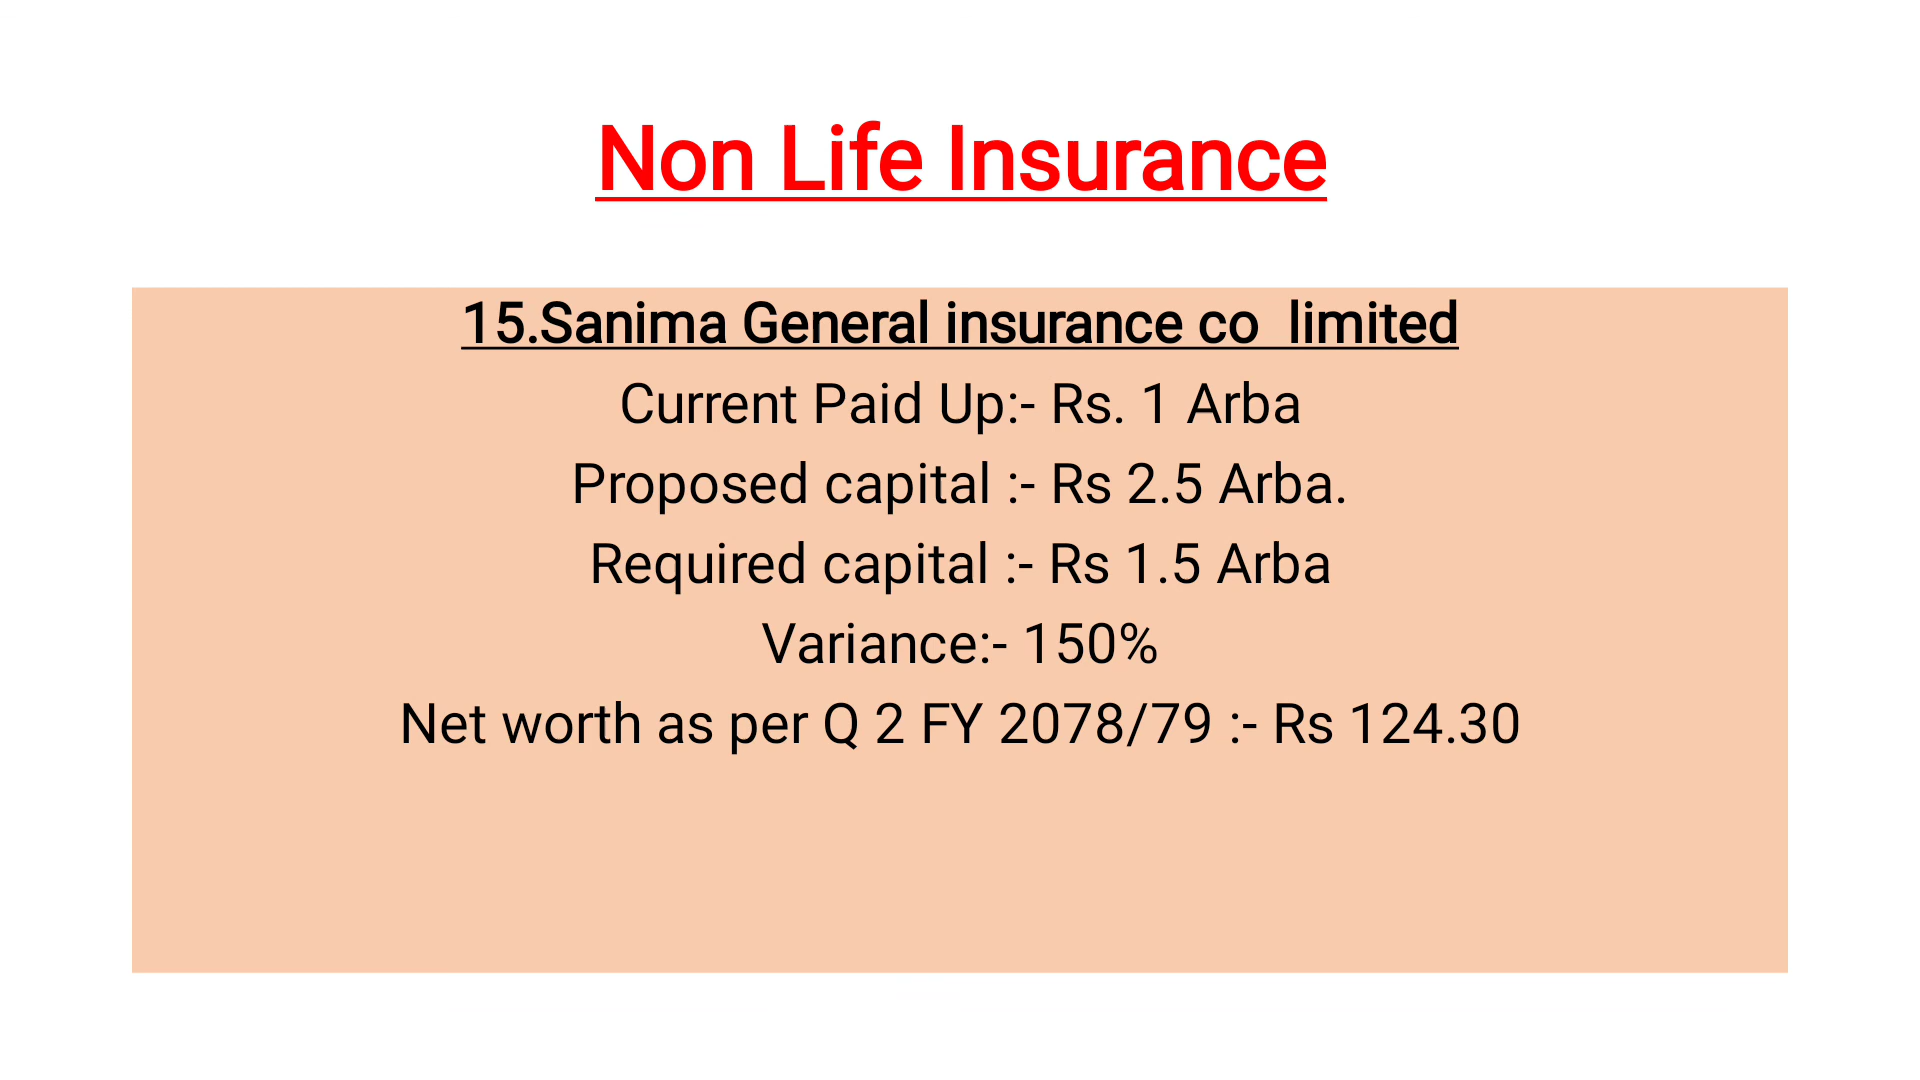 Non Life Insurance
15.Sanima General insurance co  limited
Current Paid Up:- Rs. 1 Arba
Proposed capital :- Rs 2.5 Arba.
Required capital :- Rs 1.5 Arba
Variance:- 150%
Net worth as per Q 2 FY 2078/79 :- Rs 124.30